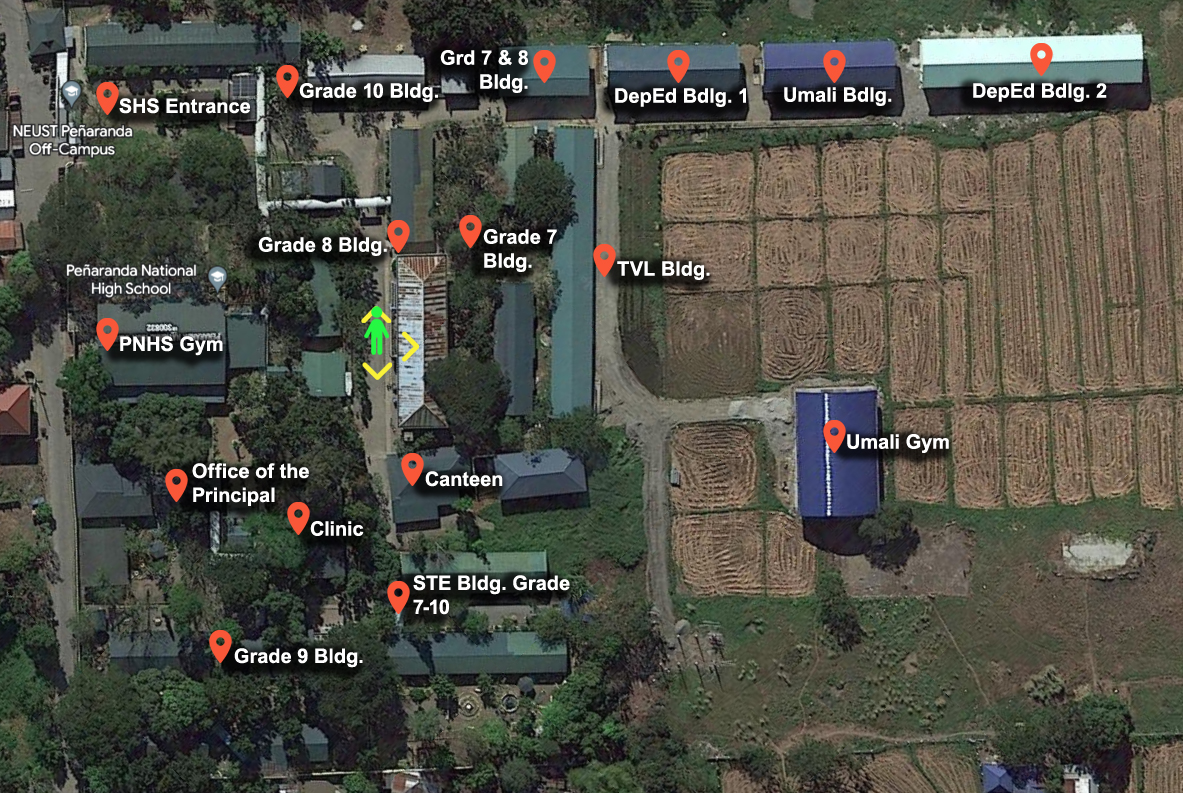 Grd 7 & 8
Bldg.
DepEd Bdlg. 1
Umali Bdlg.
DepEd Bdlg. 2
SHS Entrance
Grade 10 Bldg.
NEUST Peñaranda
Off-Campus
Grade 8 Bldg.
Grade 7
Bldg.
TVL Bldg.
Peñaranda National
High School
PNHS Gym
Umali Gym
Office of the
Principal
Canteen
Clinic
STE Bldg. Grade
7-10
Grade 9 Bldg.